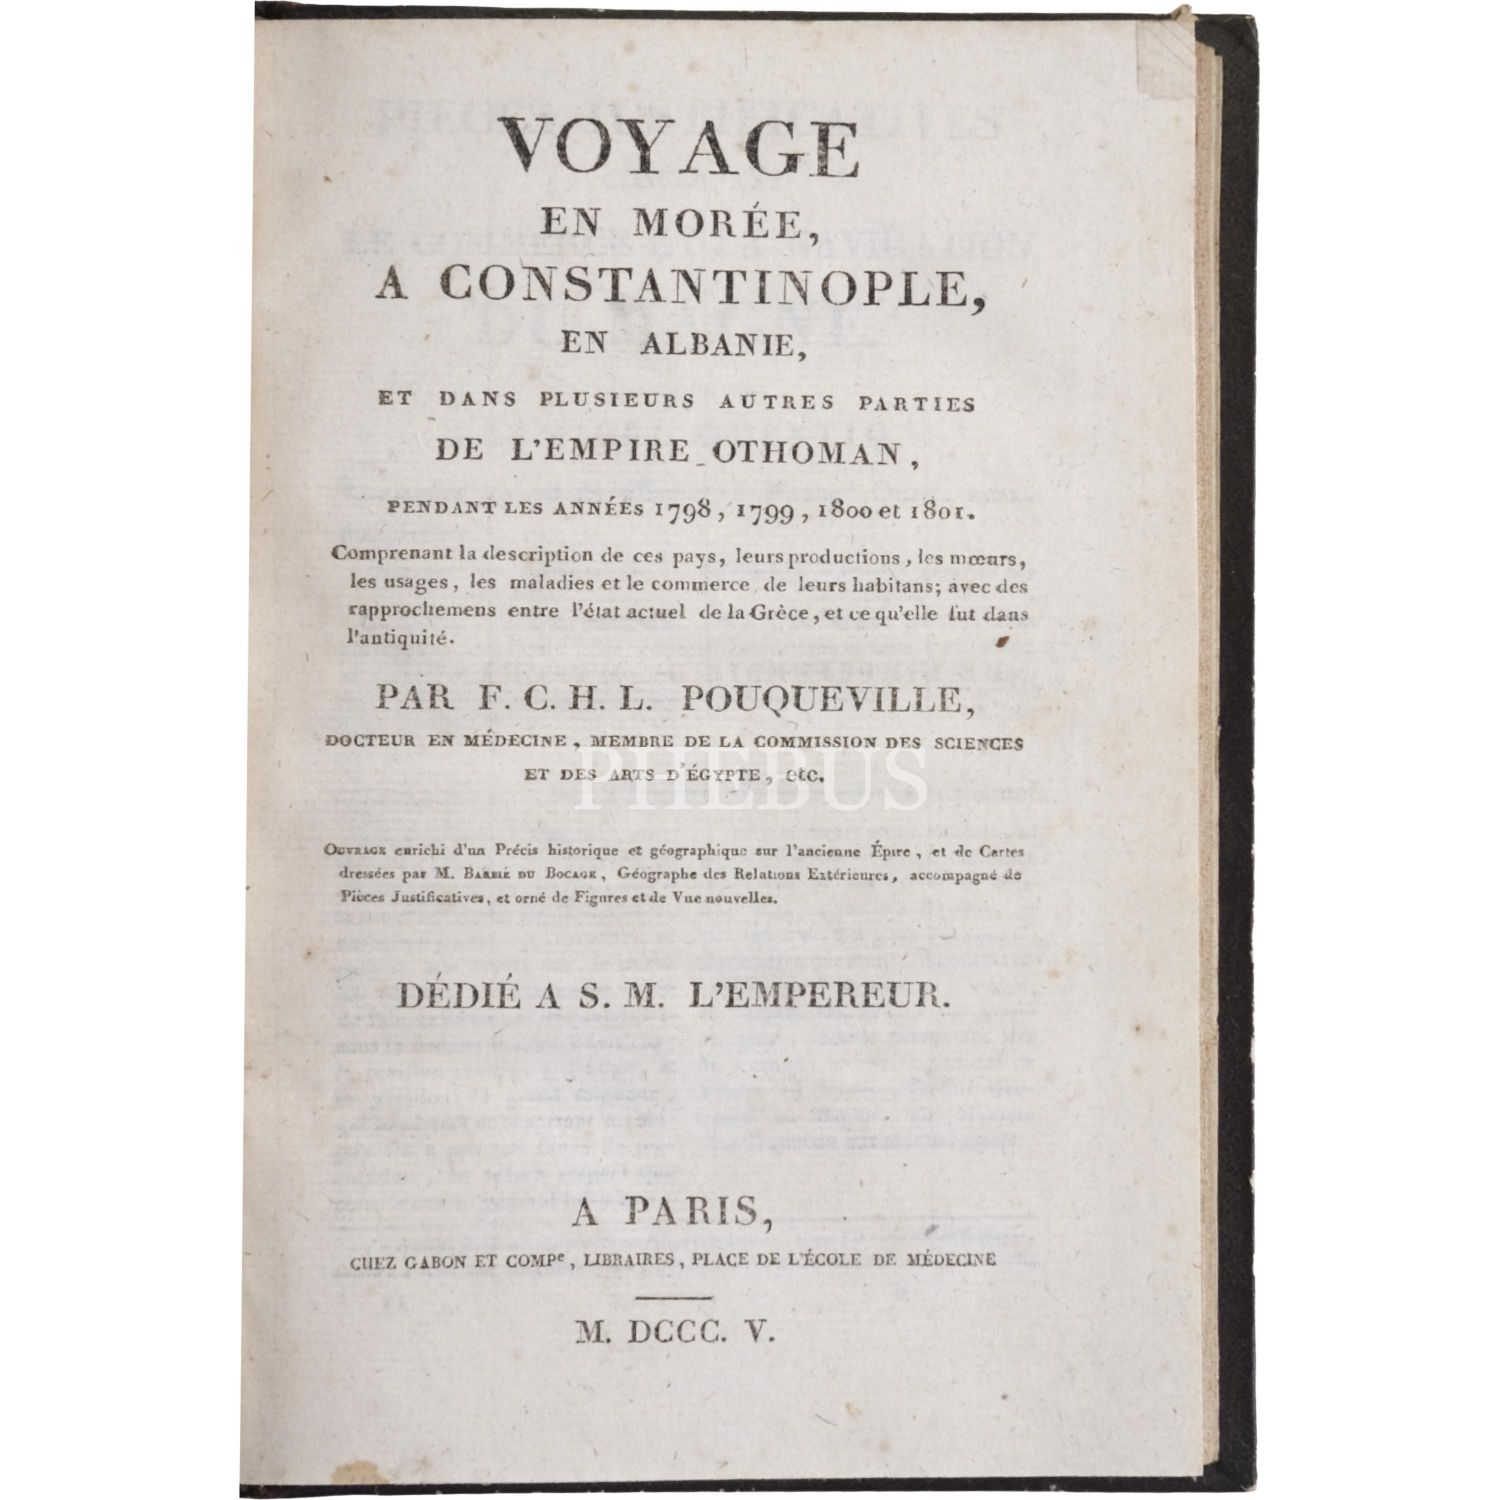 VOYAGE
EN MORÉE,
A CONSTANTINOPLE,
EN ALBANIE,
ET DANS PLUSIEURS AUTRES PARTIES
DE L'EMPIRE OTHOMAN,
PENDANT LES ANNÉES 1798, 1799, 1800 et 1801.
Comprenant la description de ces pays, leurs productions, les mœurs,
les usages, les maladies et le commerce de leurs habitans; avec des
rapprochemens entre l'état actuel de la Grèce, et ce qu'elle fut dans
l'antiquité.
PAR F. C. H. L. POUQUEVILLE,
DOCTEUR EN MÉDECINE, MEMBRE DE LA COMMISSION DES SCIENCES
ET DES ARTS D'ÉGYPTE, etc.
PHEBUS
OUVRAGE enrichi d'un Précis historique et géographique sur l'ancienne Épire, et de Cartes
dressées par M. BARBIÉ DU BOCAGE, Géographe des Relations Extérieures, accompagné de
Pièces Justificatives, et orné de Figures et de Vue nouvelles.
DÉDIÉ A S. M. L'EMPEREUR.
A PARIS,
CHEZ GABON ET COMPe, LIBRAIRES, PLACE DE L'ÉCOLE DE MÉDECINE
M. DCCC. V.